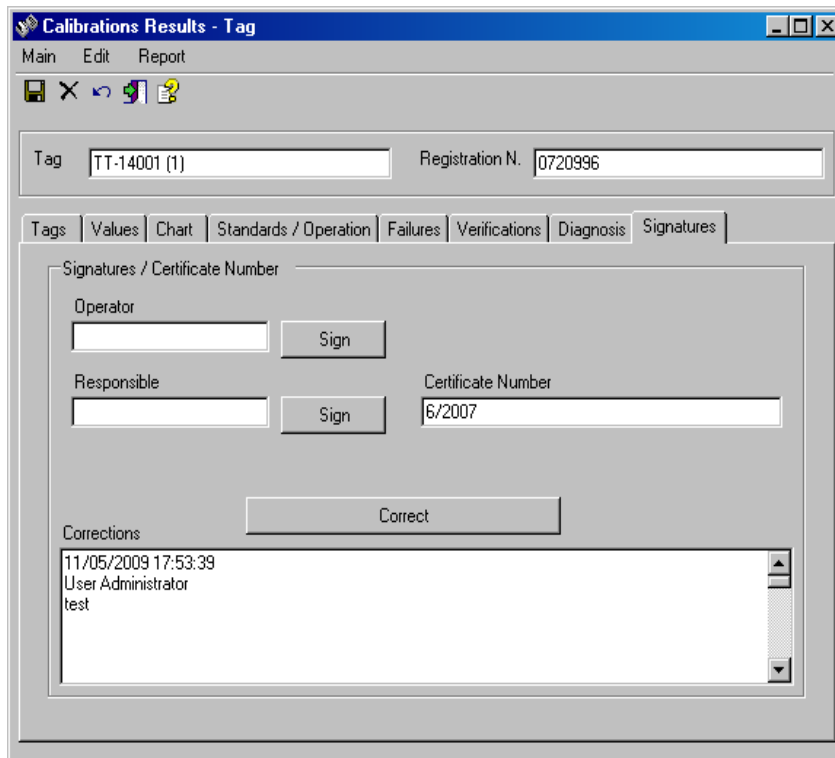 Calibrations Results - Tag
Main Edit Report
Tag TT-14001 (1) Registration N. 0720996
Tags Values Chart Standards / Operation Failures Verifications Diagnosis Signatures
Signatures / Certificate Number
Operator
Sign
Responsible Certificate Number
Sign 6/2007
Correct
Corrections
11/05/2009 17:53:39
User Administrator
test